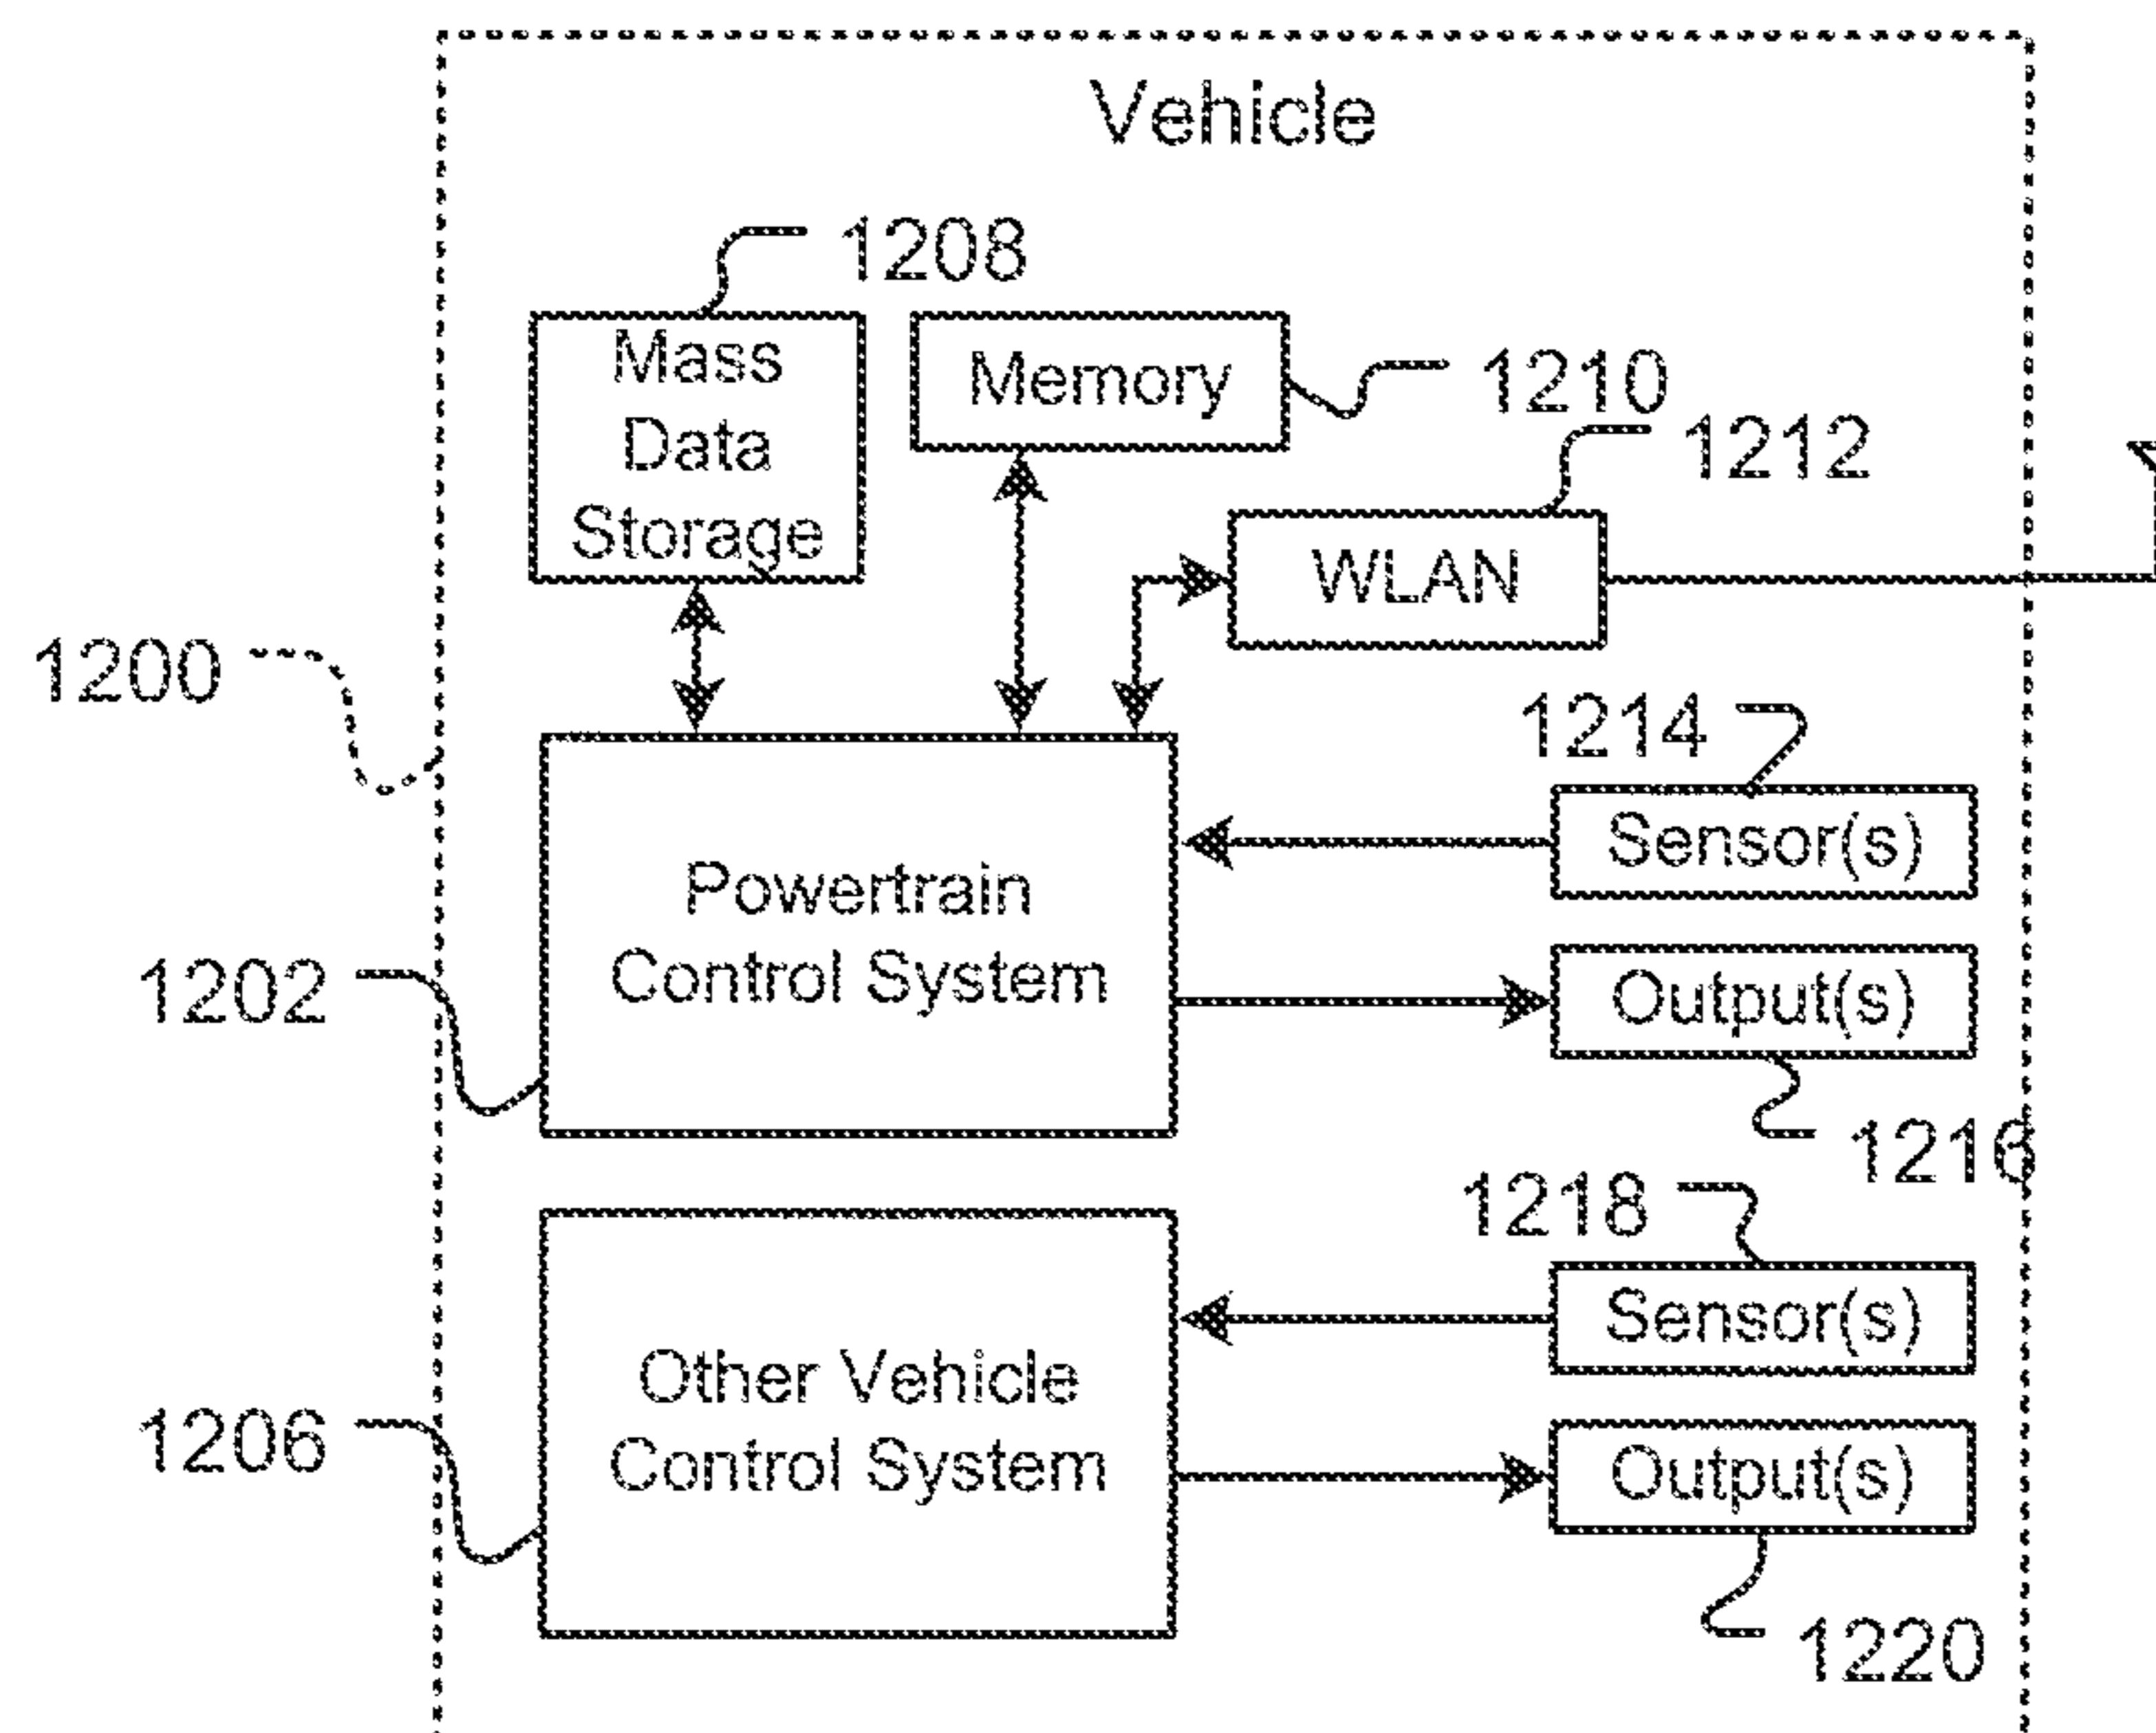 Vehicle
1208
Mass
Data
Storage
Memory
1210
1212
WLAN
1200
1214
Sensor(s)
Powertrain
Control System
1202
Output(s)
1216
1218
Sensor(s)
Other Vehicle
Control System
1206
Output(s)
1220